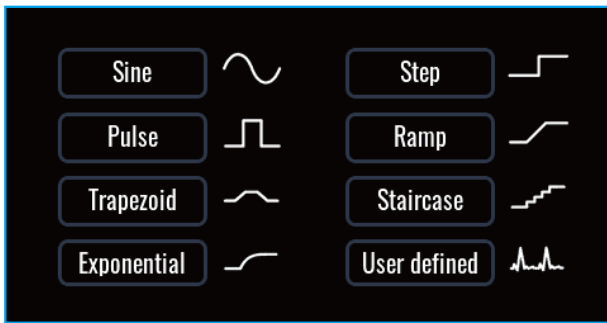 Sine
Step
Pulse
Ramp
Trapezoid
Staircase
Exponential
User defined